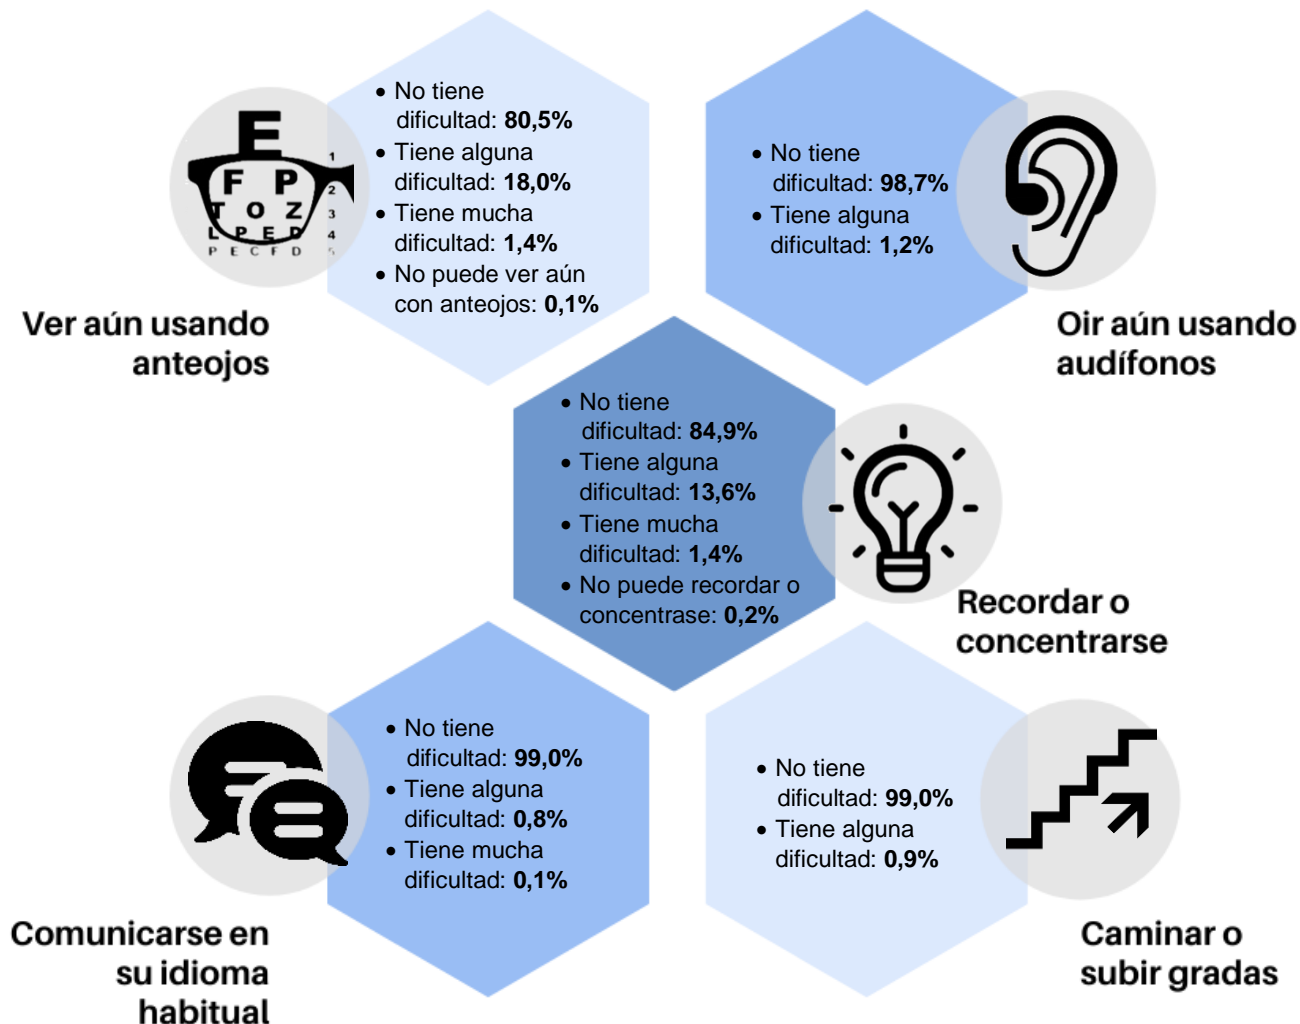 • No tiene
dificultad: 80,5%
• Tiene alguna
dificultad: 18,0%
• Tiene mucha
dificultad: 1,4%
• No puede ver aún
con anteojos: 0,1%
E
F P
T O Z
L P E D
P E C F D
1
2
3
4
5
Ver aún usando
anteojos
• No tiene
dificultad: 98,7%
• Tiene alguna
dificultad: 1,2%
Oir aún usando
audífonos
• No tiene
dificultad: 84,9%
• Tiene alguna
dificultad: 13,6%
• Tiene mucha
dificultad: 1,4%
• No puede recordar o
concentrase: 0,2%
Recordar o
concentrarse
• No tiene
dificultad: 99,0%
• Tiene alguna
dificultad: 0,8%
• Tiene mucha
dificultad: 0,1%
Comunicarse en
su idioma
habitual
• No tiene
dificultad: 99,0%
• Tiene alguna
dificultad: 0,9%
Caminar o
subir gradas